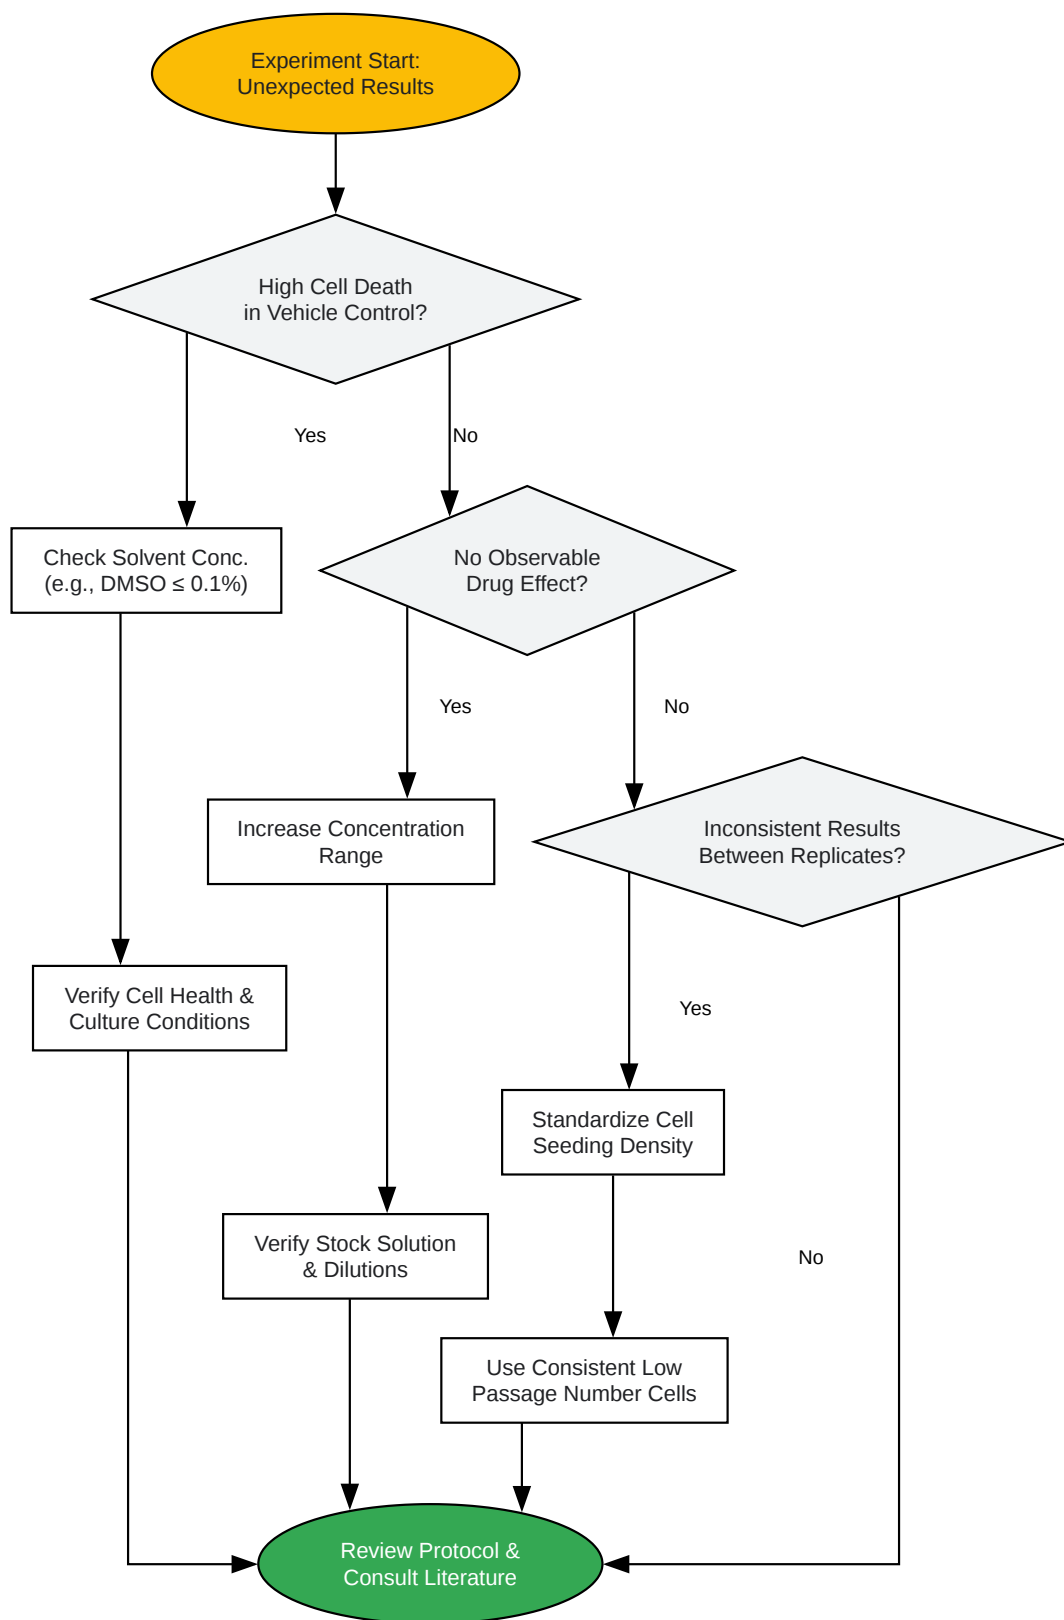 Experiment Start:
Unexpected Results
High Cell Death
in Vehicle Control?
Yes
No
Check Solvent Conc.
(e.g., DMSO ≤ 0.1%)
No Observable
Drug Effect?
Yes
No
Increase Concentration
Range
Inconsistent Results
Between Replicates?
Verify Cell Health &
Culture Conditions
Yes
Standardize Cell
Seeding Density
Verify Stock Solution
& Dilutions
No
Use Consistent Low
Passage Number Cells
Review Protocol &
Consult Literature